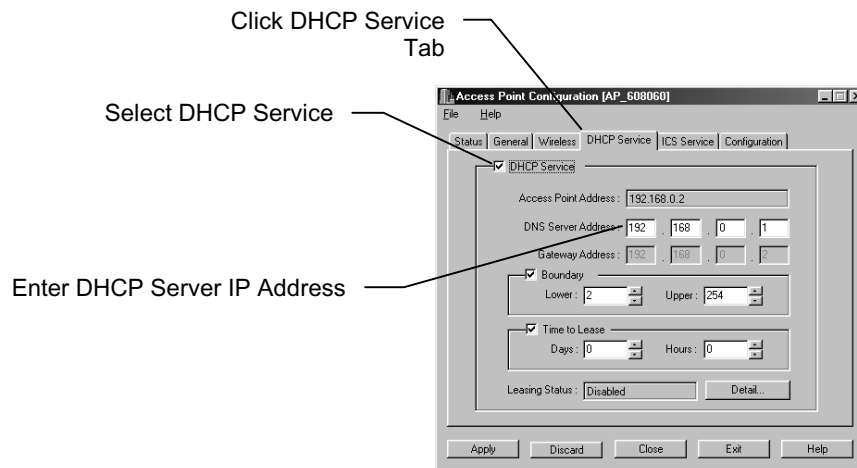 Click DHCP Service
Tab
Select DHCP Service
Enter DHCP Server IP Address
Access Point Configuration [AP_608060]
File Help
Status General Wireless DHCP Service ICS Service Configuration
DHCP Service
Access Point Address : 192.168.0.2
DNS Server Address : 192 . 168 . 0 . 1
Gateway Address : 192 . 168 . 0 . 2
Boundary
Lower : 2 Upper : 254
Time to Lease
Days : 0 Hours : 0
Leasing Status : Disabled Detail...
Apply Discard Close Exit Help